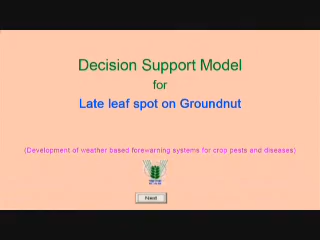 Decision Support Model
for
Late leaf spot on Groundnut
(Development of weather based forewarning systems for crop pests and diseases)